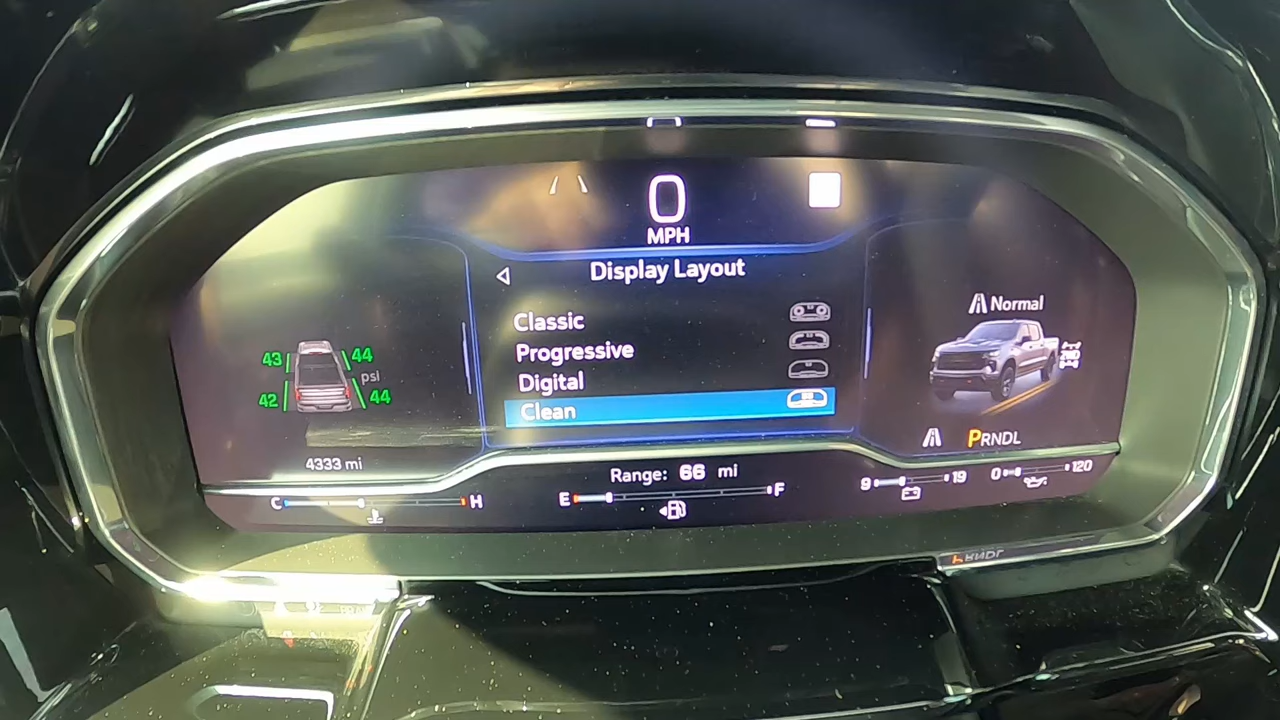 0
MPH
Display Layout
Classic
Progressive
Digital
Clean
43 44
psi
42 44
4333 mi
Normal
2WD
PRNDL
Range: 66 mi
C H
E F
9 19
0 120